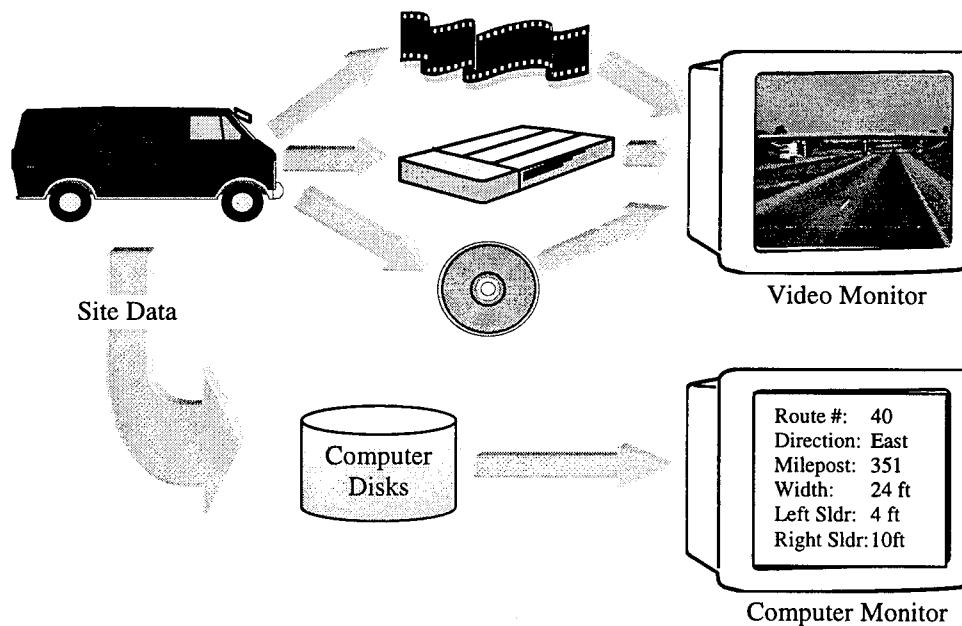 Video Monitor
Site Data
Computer
Disks
Route #: 40
Direction: East
Milepost: 351
Width: 24 ft
Left Sldr: 4 ft
Right Sldr: 10ft
Computer Monitor